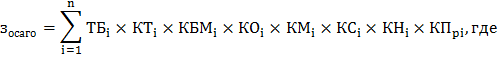 з_осаго = ∑_{i=1}^{n} ТБ_i × КТ_i × КБМ_i × КО_i × КМ_i × КС_i × КН_i × КП_{pi}, где